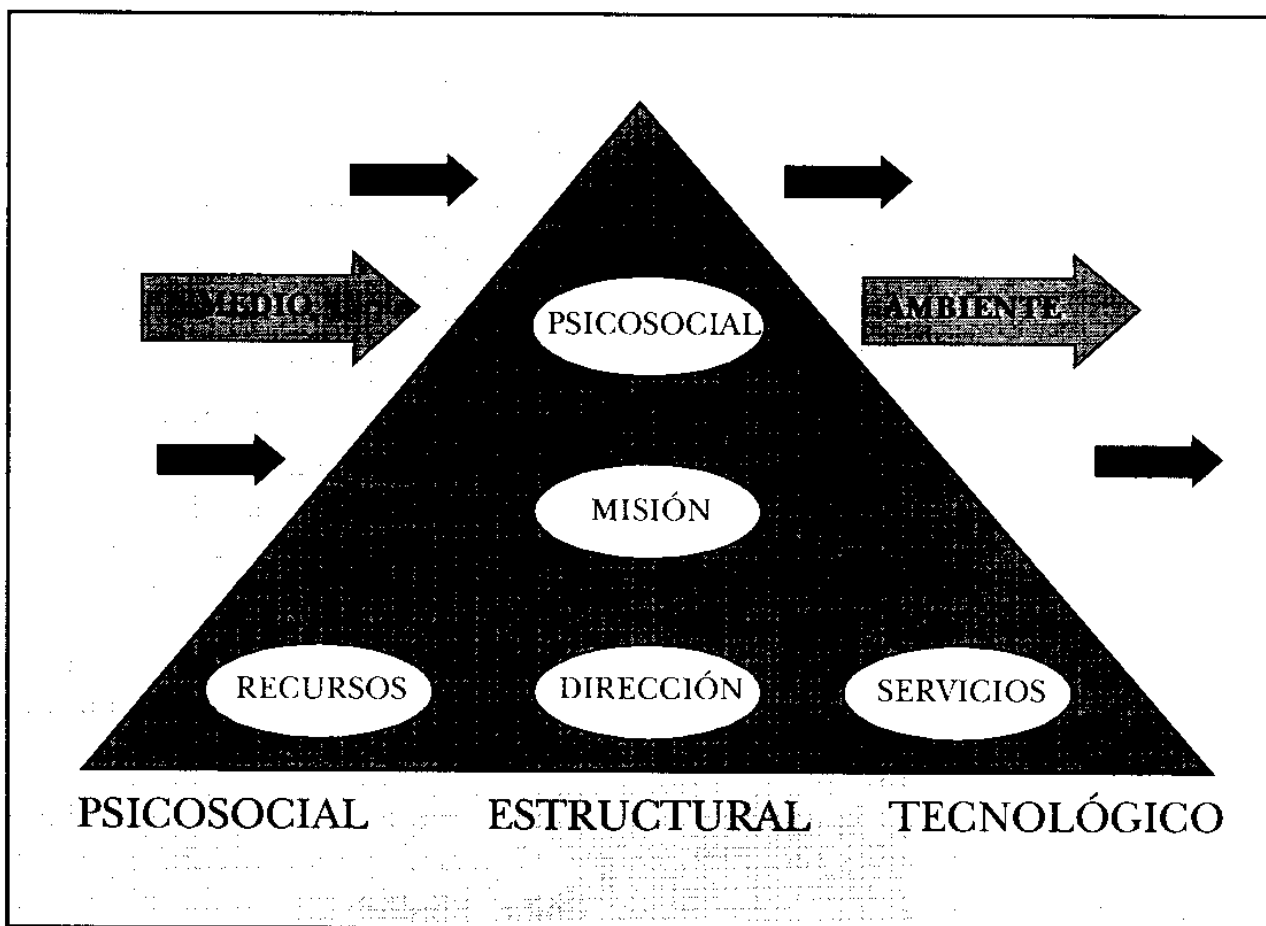 MEDIO
AMBIENTE
PSICOSOCIAL
MISIÓN
RECURSOS
DIRECCIÓN
SERVICIOS
PSICOSOCIAL
ESTRUCTURAL
TECNOLÓGICO